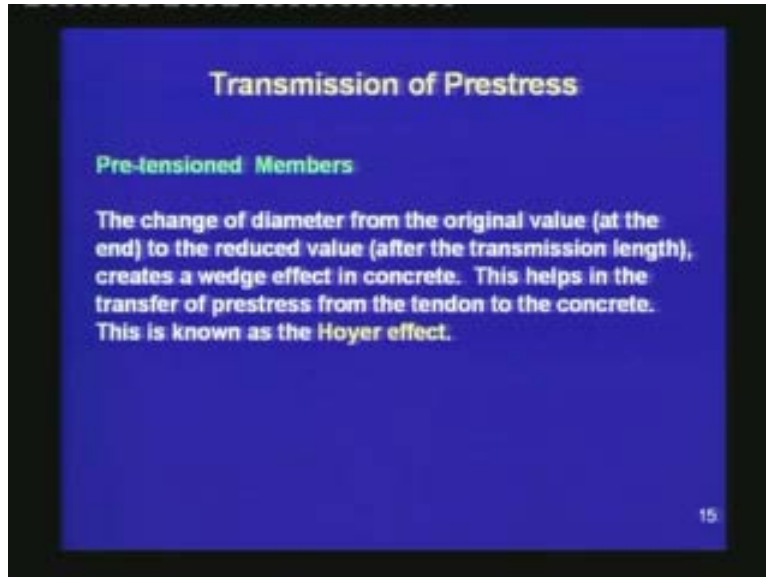 Transmission of Prestress
Pre-tensioned Members
The change of diameter from the original value (at the
end) to the reduced value (after the transmission length),
creates a wedge effect in concrete. This helps in the
transfer of prestress from the tendon to the concrete.
This is known as the Hoyer effect.
15